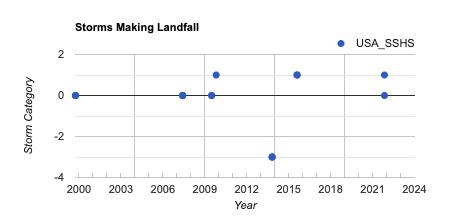 Storms Making Landfall
USA_SSHS
2
0
-2
-4
Storm Category
2000 2003 2006 2009 2012 2015 2018 2021 2024
Year